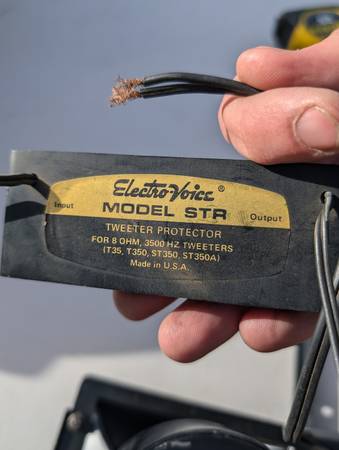 Electro-Voice®
Input
MODEL STR
Output
TWEETER PROTECTOR
FOR 8 OHM, 3500 HZ TWEETERS
(T35, T350, ST350, ST350A)
Made in U.S.A.